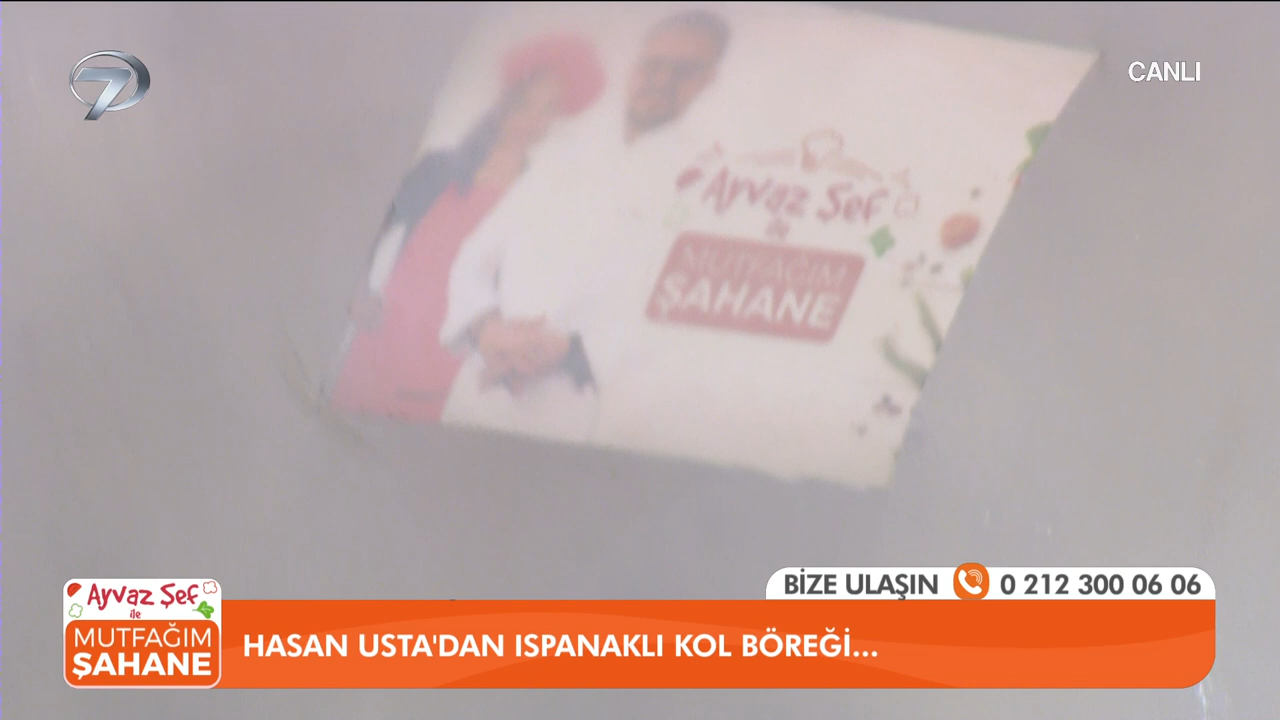 7
CANLI
Ayvaz Şef
ile
MUTFAĞIM
ŞAHANE
BİZE ULAŞIN 0 212 300 06 06
Ayvaz Şef
ile
MUTFAĞIM
ŞAHANE
HASAN USTA'DAN ISPANAKLI KOL BÖREĞİ...